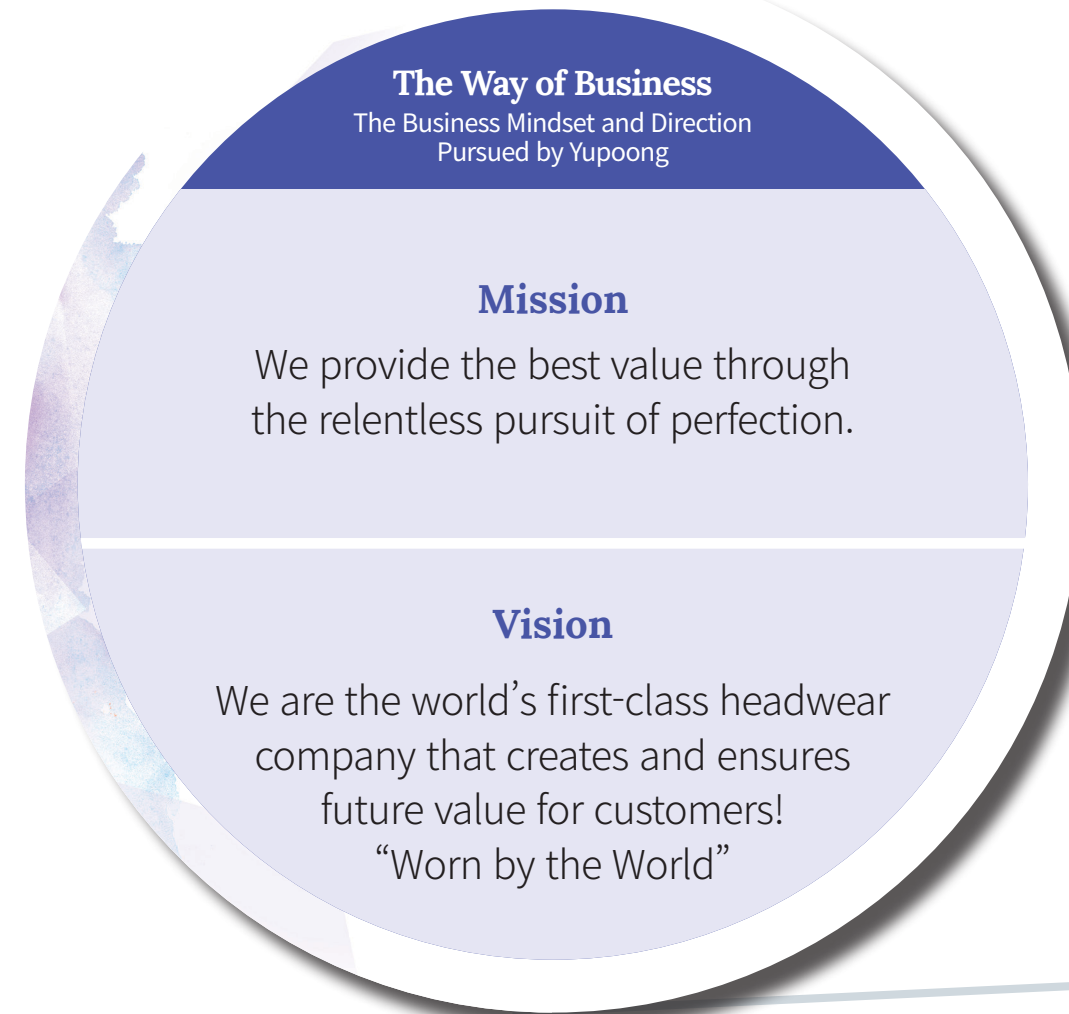 The Way of Business
The Business Mindset and Direction
Pursued by Yupoong
Mission
We provide the best value through
the relentless pursuit of perfection.
Vision
We are the world’s first-class headwear
company that creates and ensures
future value for customers!
“Worn by the World”